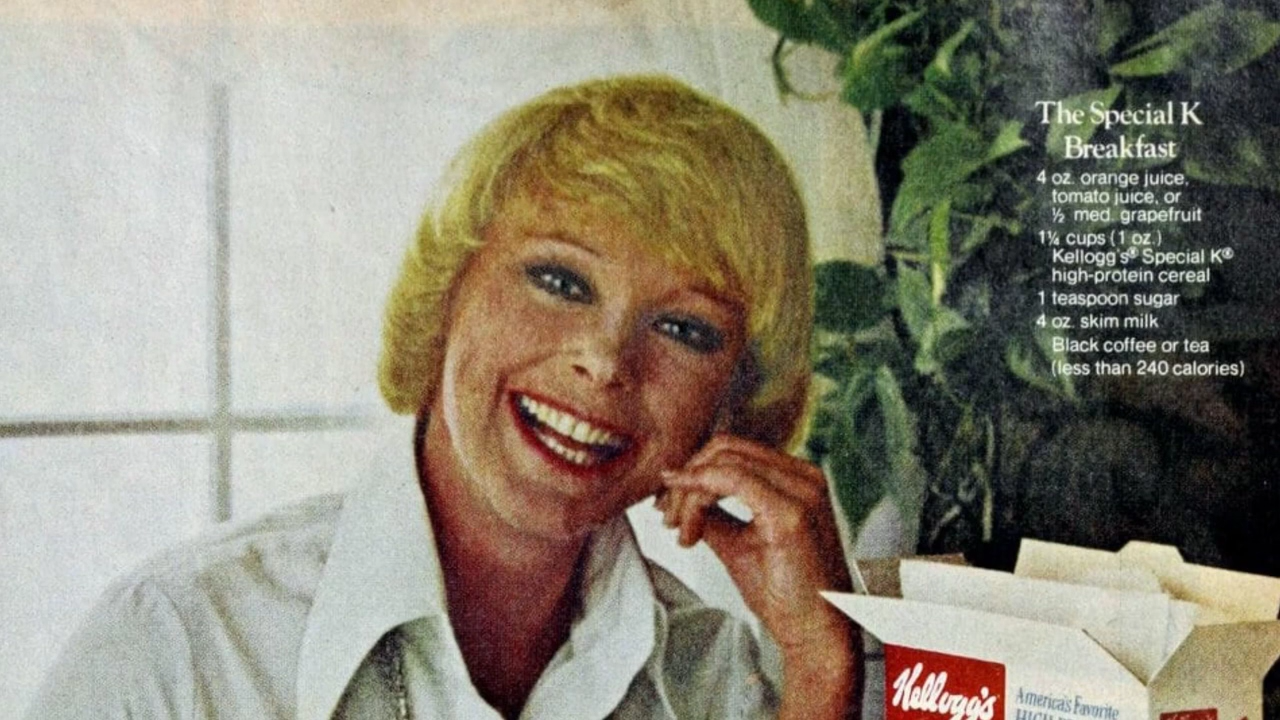 The Special K
Breakfast
4 oz. orange juice,
tomato juice, or
½ med. grapefruit
1¼ cups (1 oz.)
Kellogg's® Special K®
high-protein cereal
1 teaspoon sugar
4 oz. skim milk
Black coffee or tea
(less than 240 calories)
Kellogg's
America's Favorite